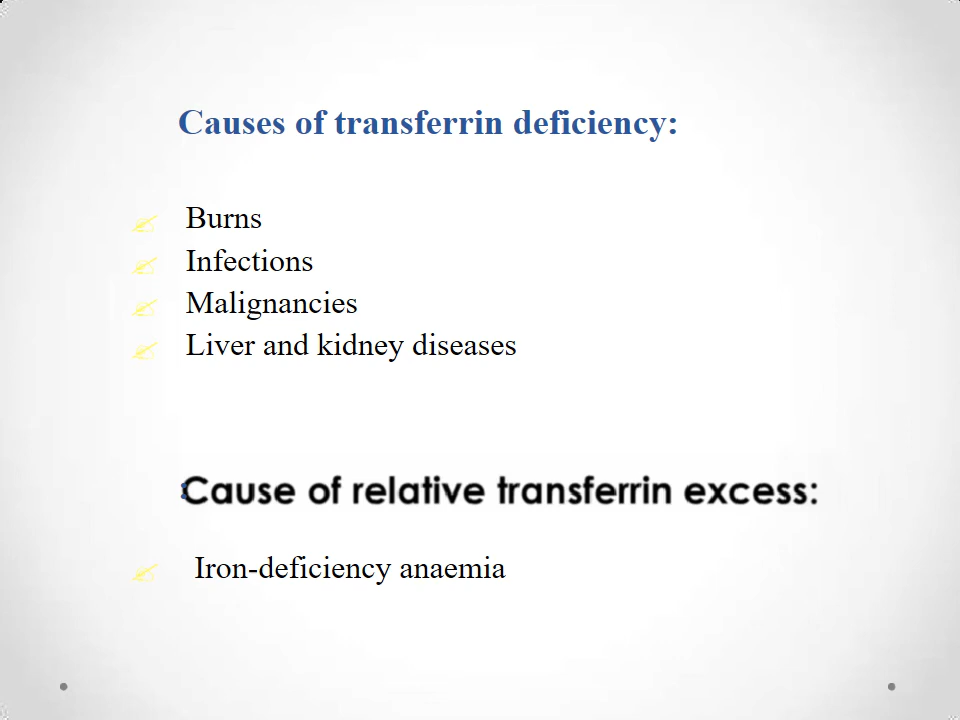 Causes of transferrin deficiency:
Burns
Infections
Malignancies
Liver and kidney diseases
:Cause of relative transferrin excess:
Iron-deficiency anaemia